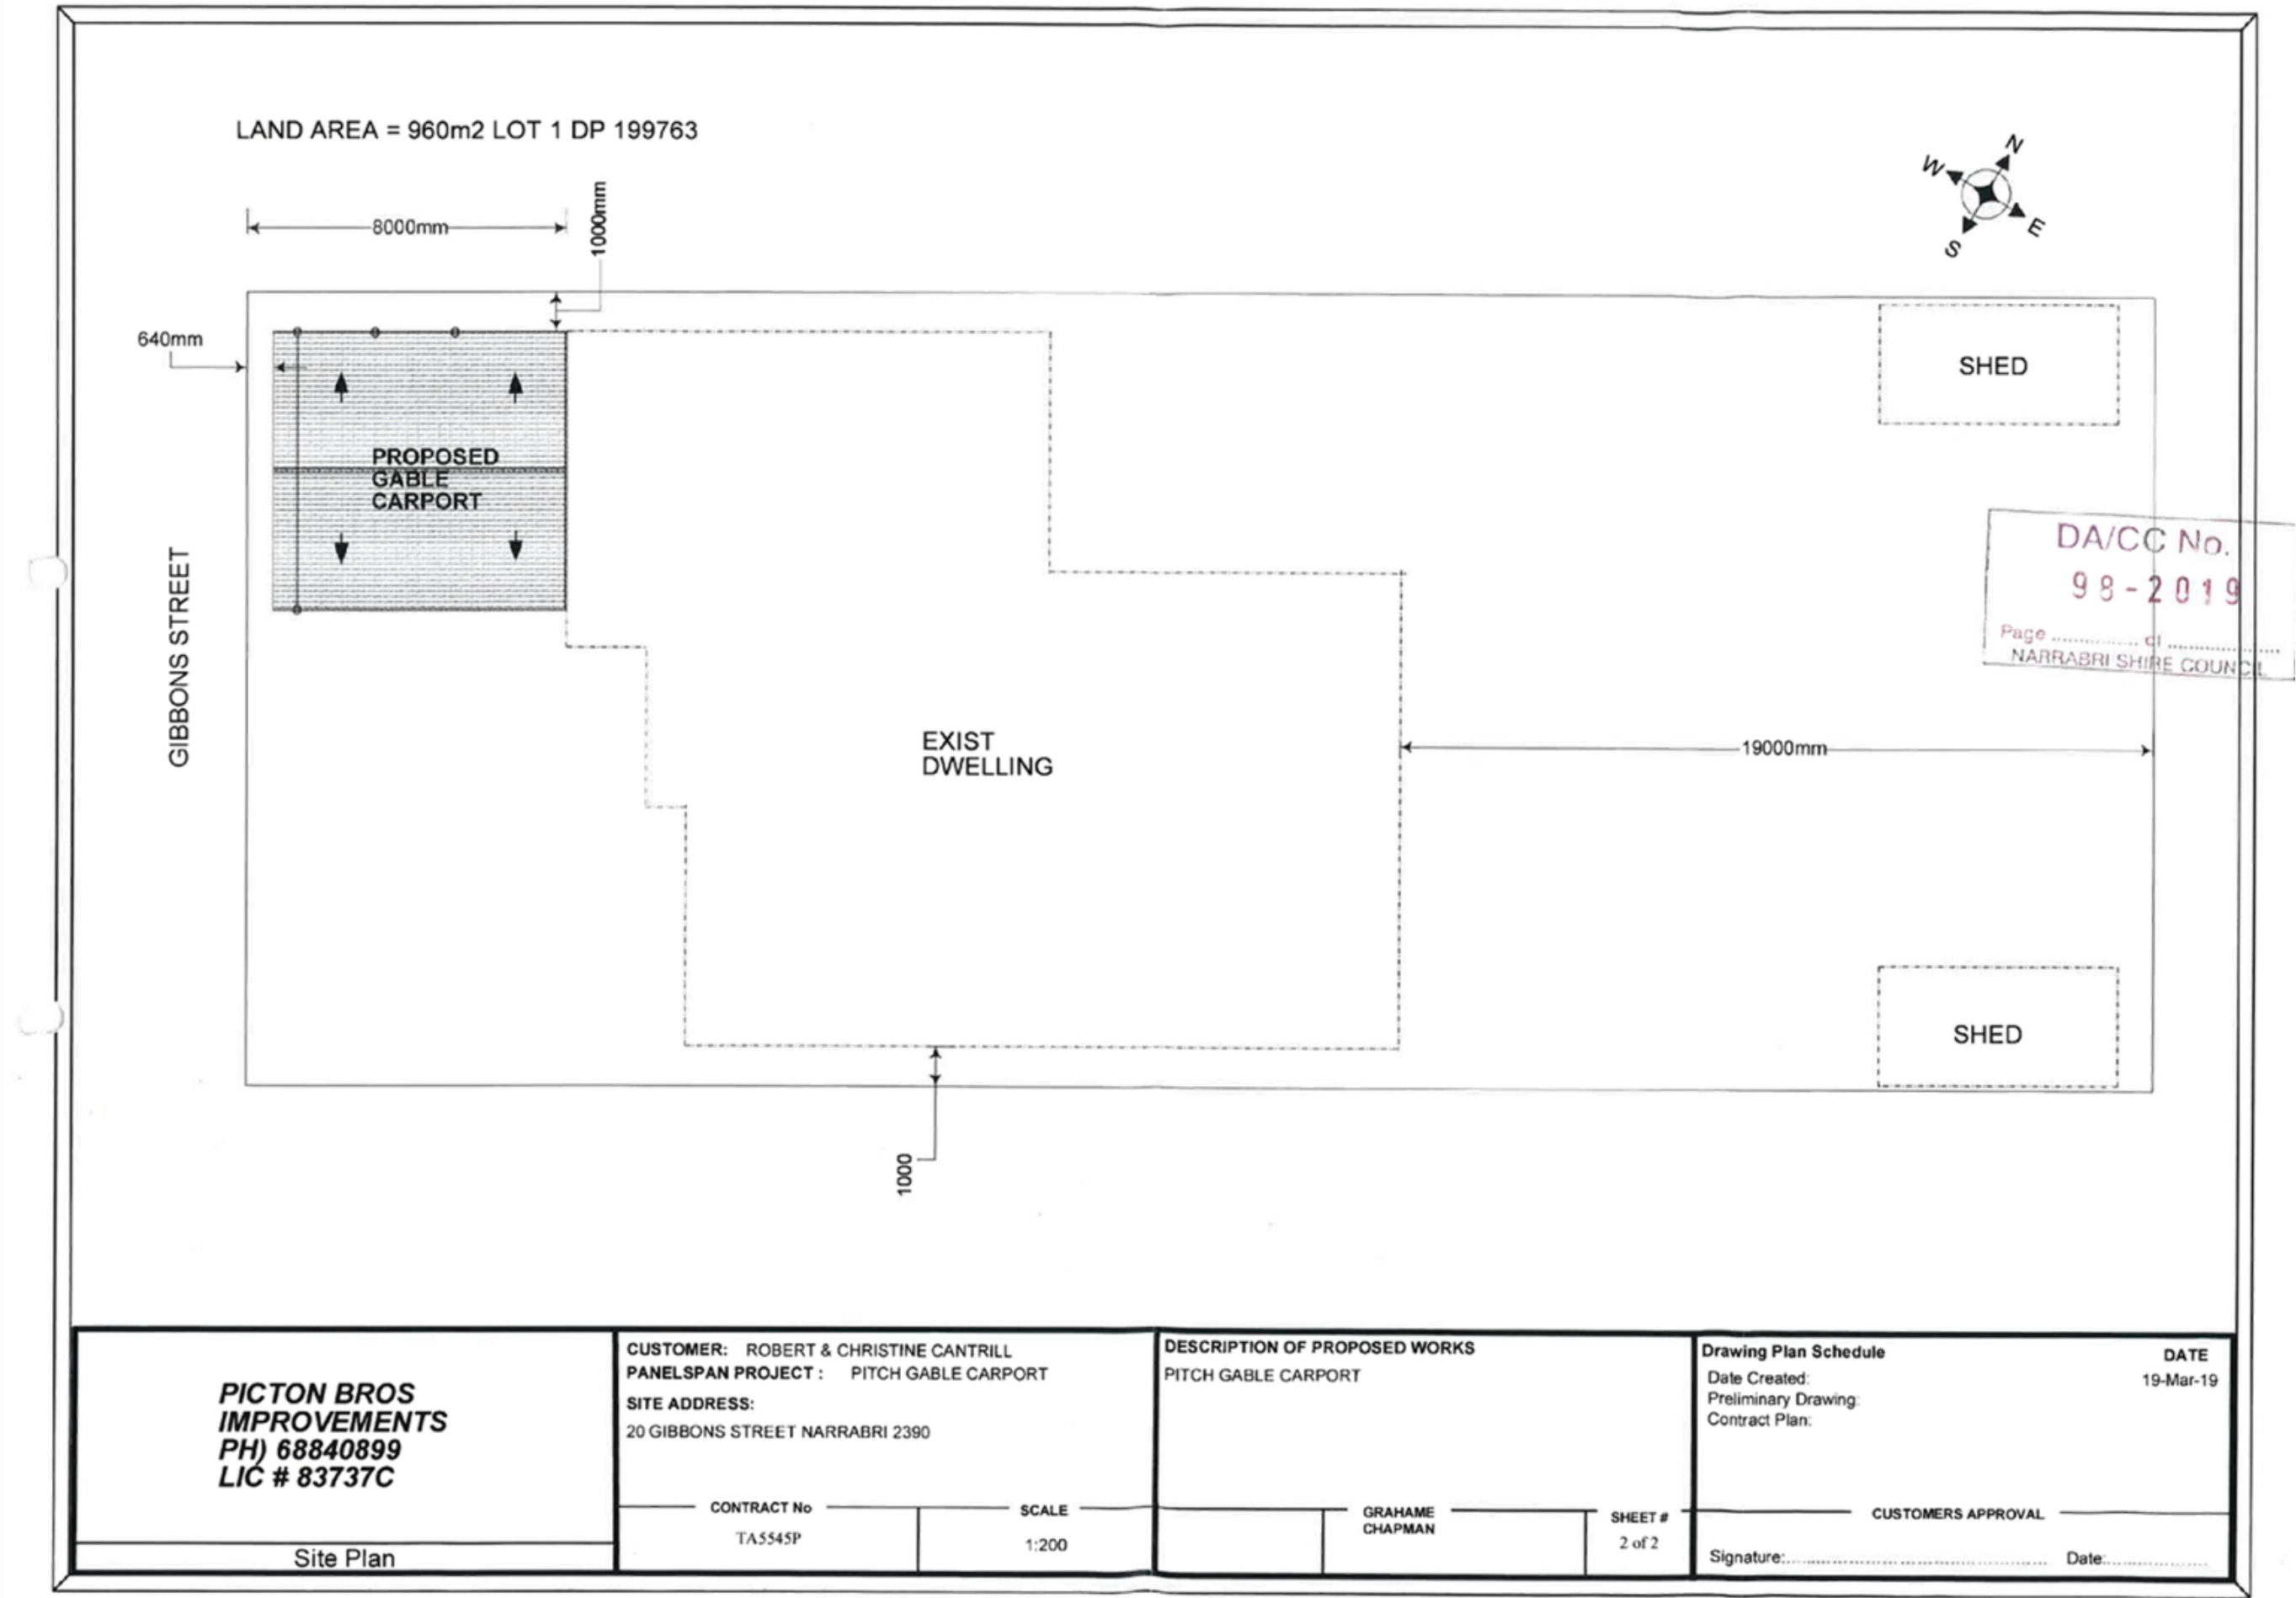 LAND AREA = 960m2 LOT 1 DP 199763
8000mm
1000mm
N
W
E
S
640mm
SHED
PROPOSED
GABLE
CARPORT
GIBBONS STREET
DA/CC No.
98-2019
Page .............. of ..................
NARRABRI SHIRE COUNCIL
EXIST
DWELLING
19000mm
SHED
1000
PICTON BROS
IMPROVEMENTS
PH) 68840899
LIC # 83737C
Site Plan
CUSTOMER: ROBERT & CHRISTINE CANTRILL
PANELSPAN PROJECT : PITCH GABLE CARPORT
SITE ADDRESS:
20 GIBBONS STREET NARRABRI 2390
CONTRACT No
TA5545P
SCALE
1:200
DESCRIPTION OF PROPOSED WORKS
PITCH GABLE CARPORT
GRAHAME
CHAPMAN
SHEET #
2 of 2
Drawing Plan Schedule
DATE
Date Created:
19-Mar-19
Preliminary Drawing:
Contract Plan:
CUSTOMERS APPROVAL
Signature:.................................................. Date:....................